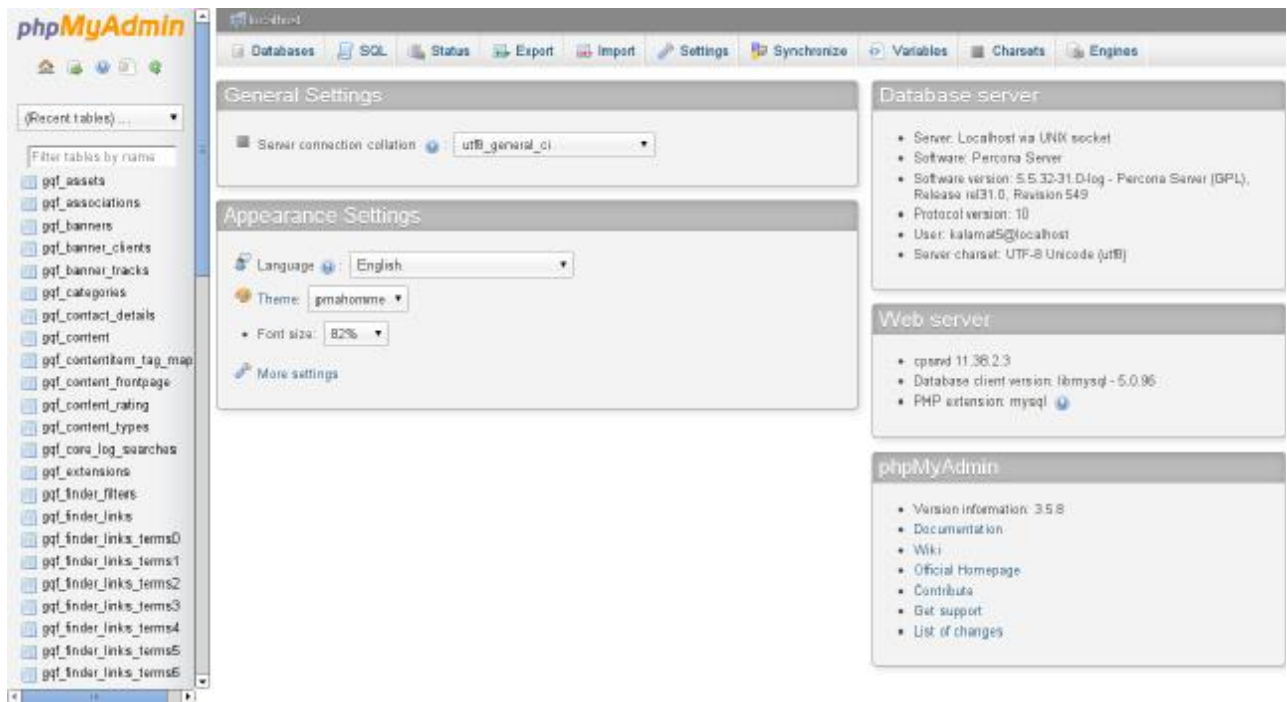 phpMyAdmin
(Recent tables) ...
Filter tables by name
gqf_assets
gqf_associations
gqf_banners
gqf_banner_clients
gqf_banner_tracks
gqf_categories
gqf_contact_details
gqf_content
gqf_contentitem_tag_map
gqf_content_frontpage
gqf_content_rating
gqf_content_types
gqf_core_log_searches
gqf_extensions
gqf_finder_filters
gqf_finder_links
gqf_finder_links_terms0
gqf_finder_links_terms1
gqf_finder_links_terms2
gqf_finder_links_terms3
gqf_finder_links_terms4
gqf_finder_links_terms5
gqf_finder_links_terms6
localhost
Databases SQL Status Export Import Settings Synchronize Variables Charsets Engines
General Settings
Server connection collation : utf8_general_ci
Appearance Settings
Language : English
Theme: pmahomme
• Font size: 82%
More settings
Database server
• Server: Localhost via UNIX socket
• Software: Percona Server
• Software version: 5.5.32-31.0-log - Percona Server (GPL),
Release rel31.0, Revision 549
• Protocol version: 10
• User: kalamat5@localhost
• Server charset: UTF-8 Unicode (utf8)
Web server
• cpsrvd 11.38.2.3
• Database client version: libmysql - 5.0.96
• PHP extension: mysql
phpMyAdmin
• Version information: 3.5.8
• Documentation
• Wiki
• Official Homepage
• Contribute
• Get support
• List of changes